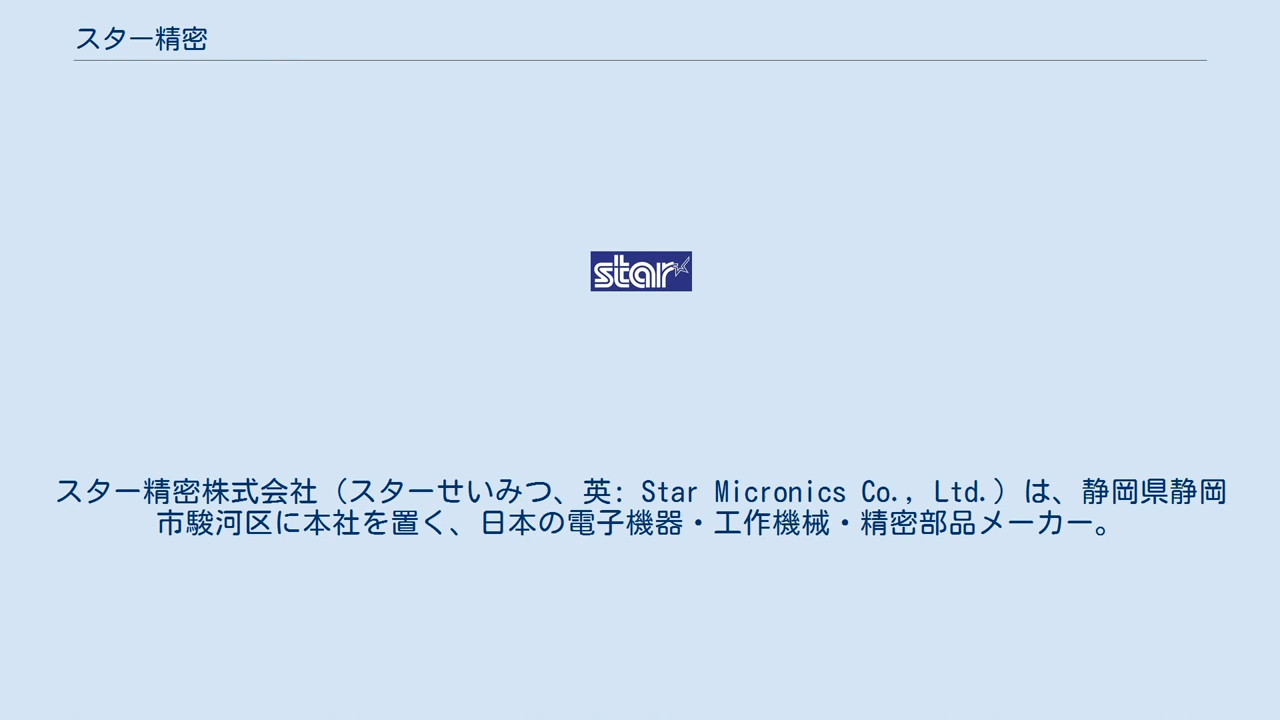 スター精密
star
スター精密株式会社（スターせいみつ、英: Star Micronics Co., Ltd.）は、静岡県静岡
市駿河区に本社を置く、日本の電子機器・工作機械・精密部品メーカー。